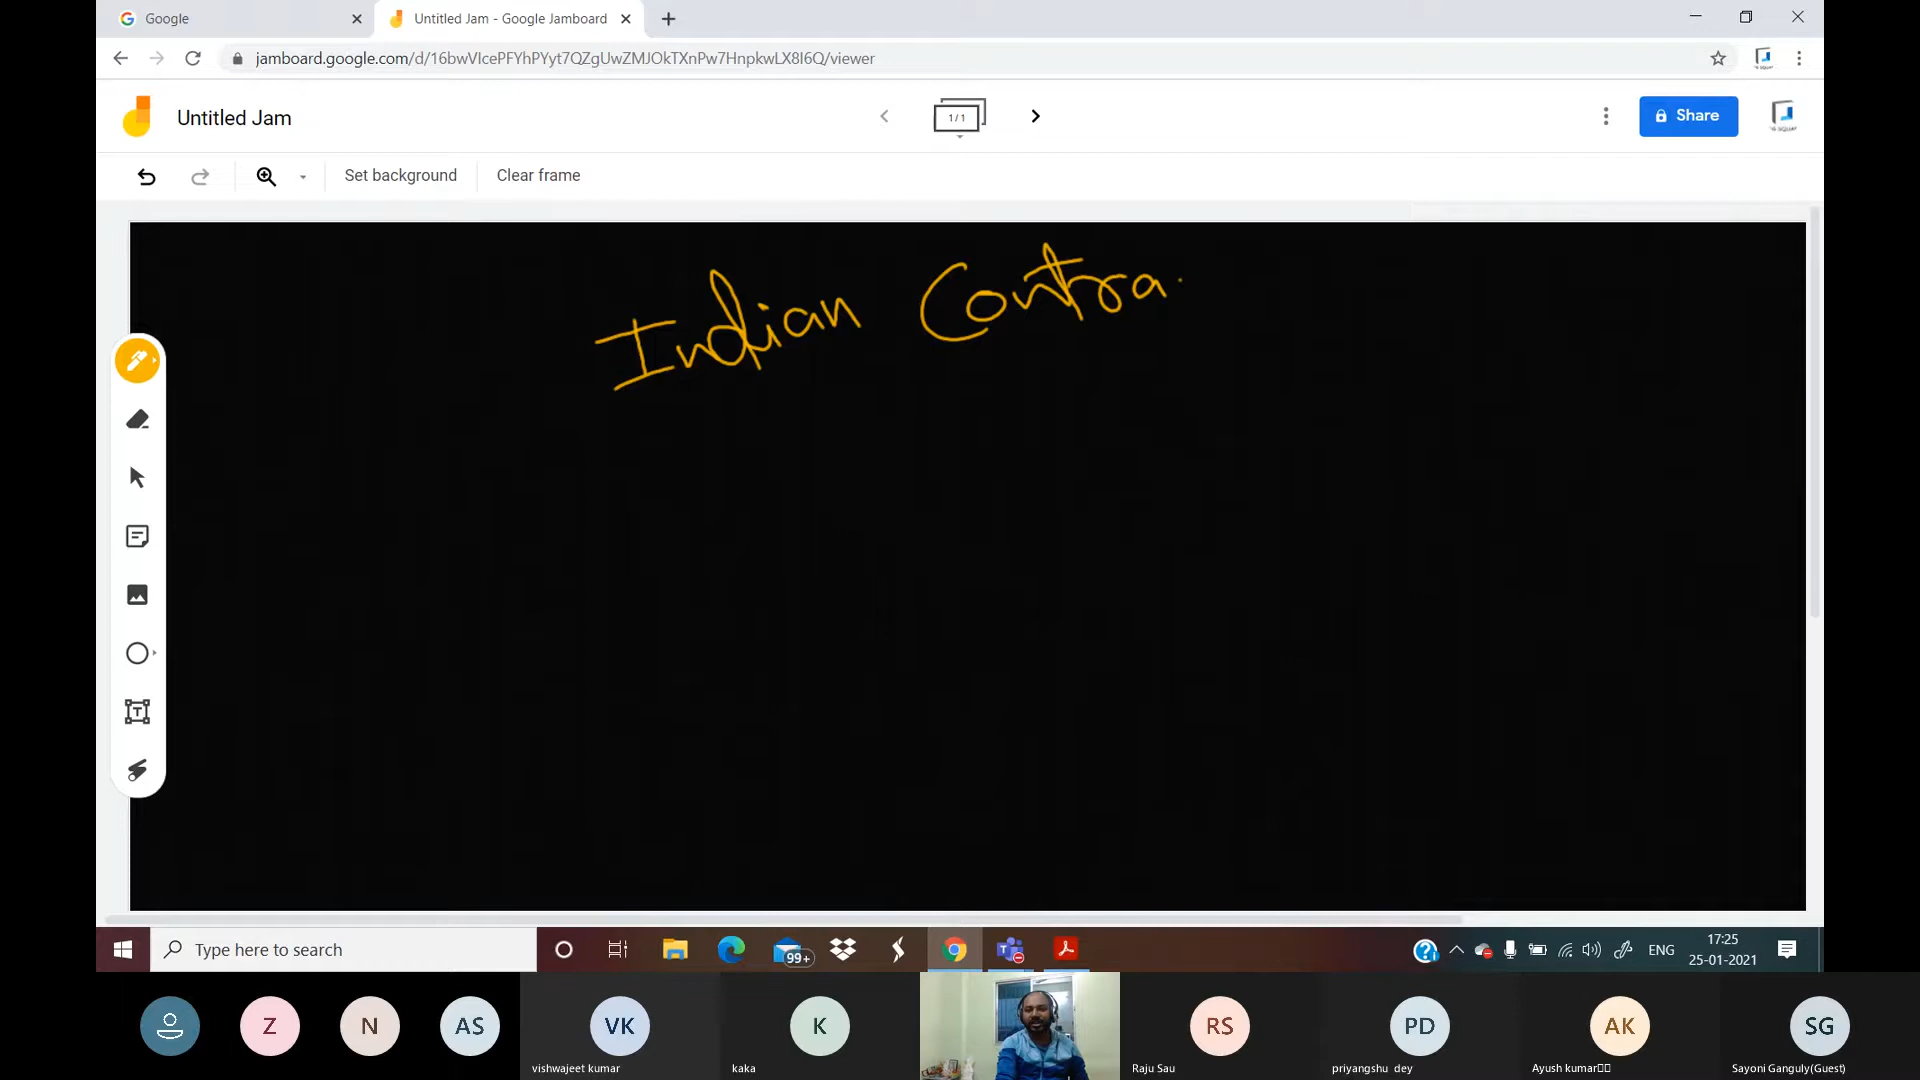 Google
Untitled Jam - Google Jamboard
jamboard.google.com/d/16bwVIcePFYhPYyt7QZgUwZMJOkTXnPw7HnpkwLX8I6Q/viewer
Untitled Jam
1 / 1
Share
Set background
Clear frame
Indian Contra.
Type here to search
99+
ENG
17:25
25-01-2021
Z
N
AS
VK
K
RS
PD
AK
SG
vishwajeet kumar
kaka
Raju Sau
priyangshu dey
Ayush kumar
Sayoni Ganguly(Guest)